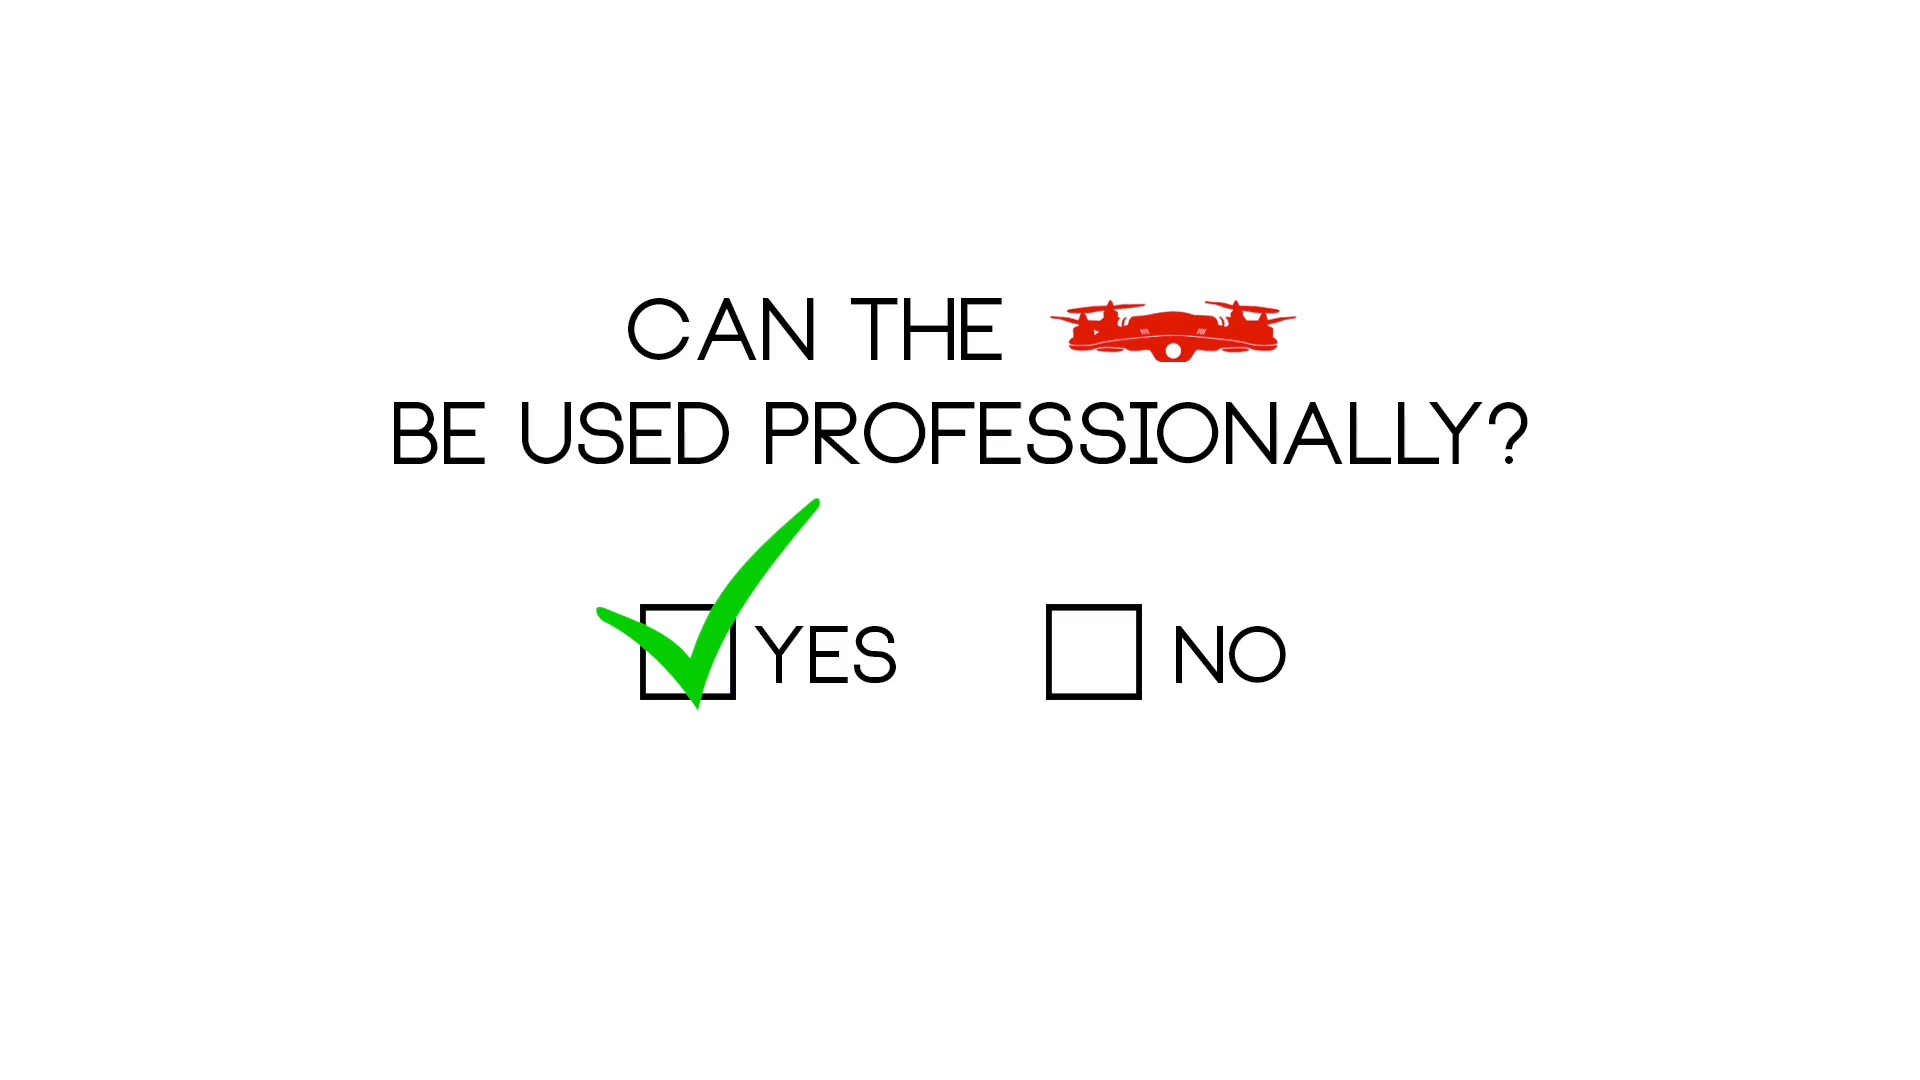 CAN THE
BE USED PROFESSIONALLY?
YES NO